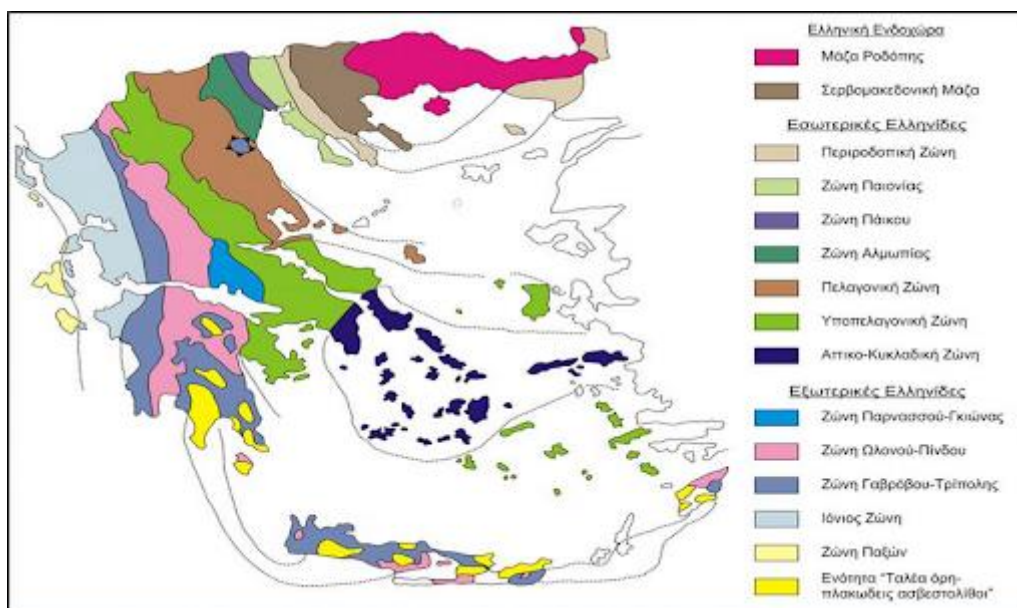 Ελληνική Ενδοχώρα
Μάζα Ροδόπης
Σερβομακεδονική Μάζα
Εσωτερικές Ελληνίδες
Περιροδοπική Ζώνη
Ζώνη Παιονίας
Ζώνη Πάικου
Ζώνη Αλμωπίας
Πελαγονική Ζώνη
Υποπελαγονική Ζώνη
Αττικο-Κυκλαδική Ζώνη
Εξωτερικές Ελληνίδες
Ζώνη Παρνασσού-Γκιώνας
Ζώνη Ωλονού-Πίνδου
Ζώνη Γαβρόβου-Τρίπολης
Ιόνιος Ζώνη
Ζώνη Παξών
Ενότητα "Ταλέα όρη-
πλακωδεις ασβεστολίθοι"